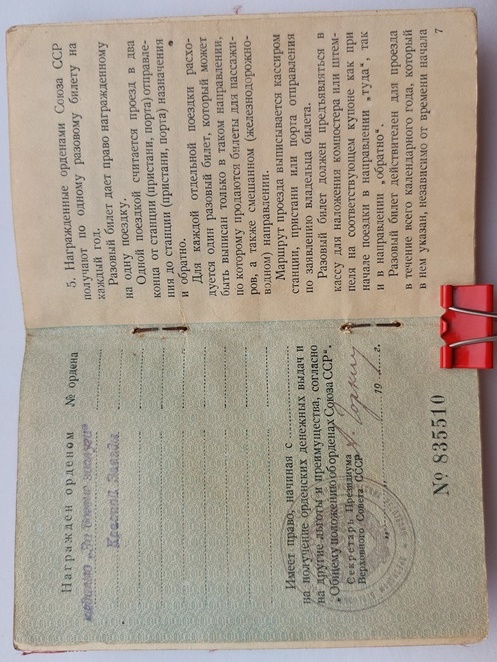 Награжден орденом № ордена
медалью „За боевые заслуги“
Красной Звезды
Имеет право, начиная с
на получение орденских денежных выдач и
на другие льготы и преимущества, согласно
„Общему положению об орденах Союза ССР“.
Секретарь Президиума
Верховного Совета СССР
А. Горкин
„ “ 19 г.
№ 835510
5. Награжденные орденами Союза ССР
получают по одному разовому билету на
каждый год.
Разовый билет дает право награжденному
на одну поездку.
Одной поездкой считается проезд в два
конца от станции (пристани, порта) отправле-
ния до станции (пристани, порта) назначения
и обратно.
Для каждой отдельной поездки расхо-
дуется один разовый билет, который может
быть выписан только в таком направлении,
по которому продаются билеты для пассажи-
ров, а также смешанном (железнодорожно-
водном) направлении.
Маршрут проезда выписывается кассиром
станции, пристани или порта отправления
по заявлению владельца билета.
Разовый билет должен предъявляться в
кассу для наложения компостера или штем-
пеля на соответствующем купоне как при
начале поездки в направлении „туда“, так
и в направлении „обратно“.
Разовый билет действителен для проезда
в течение всего календарного года, который
в нем указан, независимо от времени начала
7